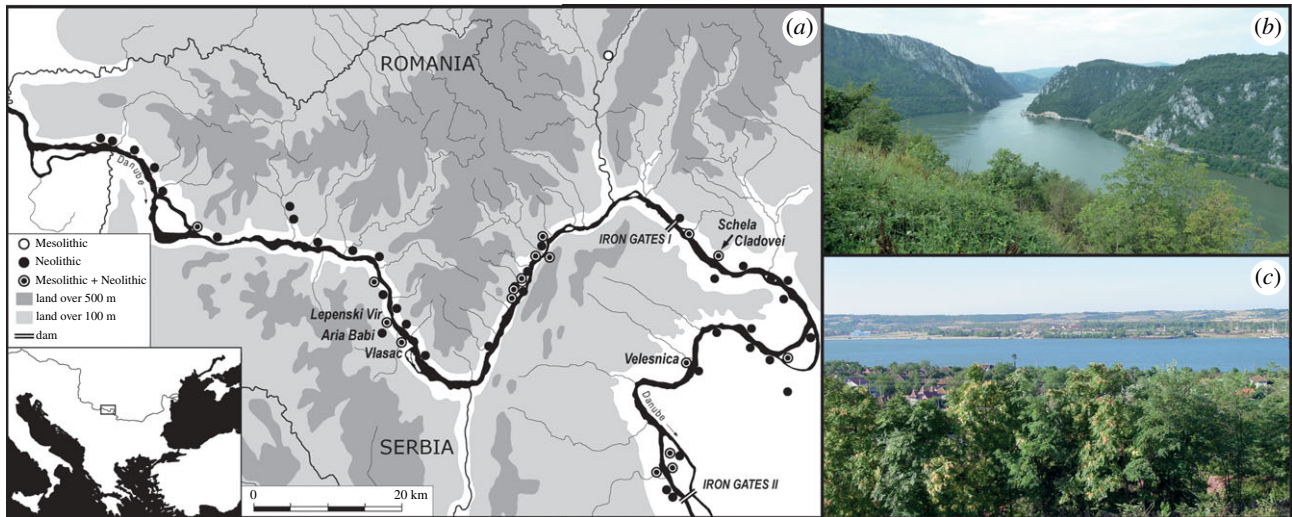 (a)
ROMANIA
Danube
IRON GATES I
Schela
Cladovei
Mesolithic
Neolithic
Mesolithic + Neolithic
land over 500 m
land over 100 m
dam
Lepenski Vir
Aria Babi
Vlasac
Velesnica
Danube
SERBIA
0 20 km
IRON GATES II
(b)
(c)